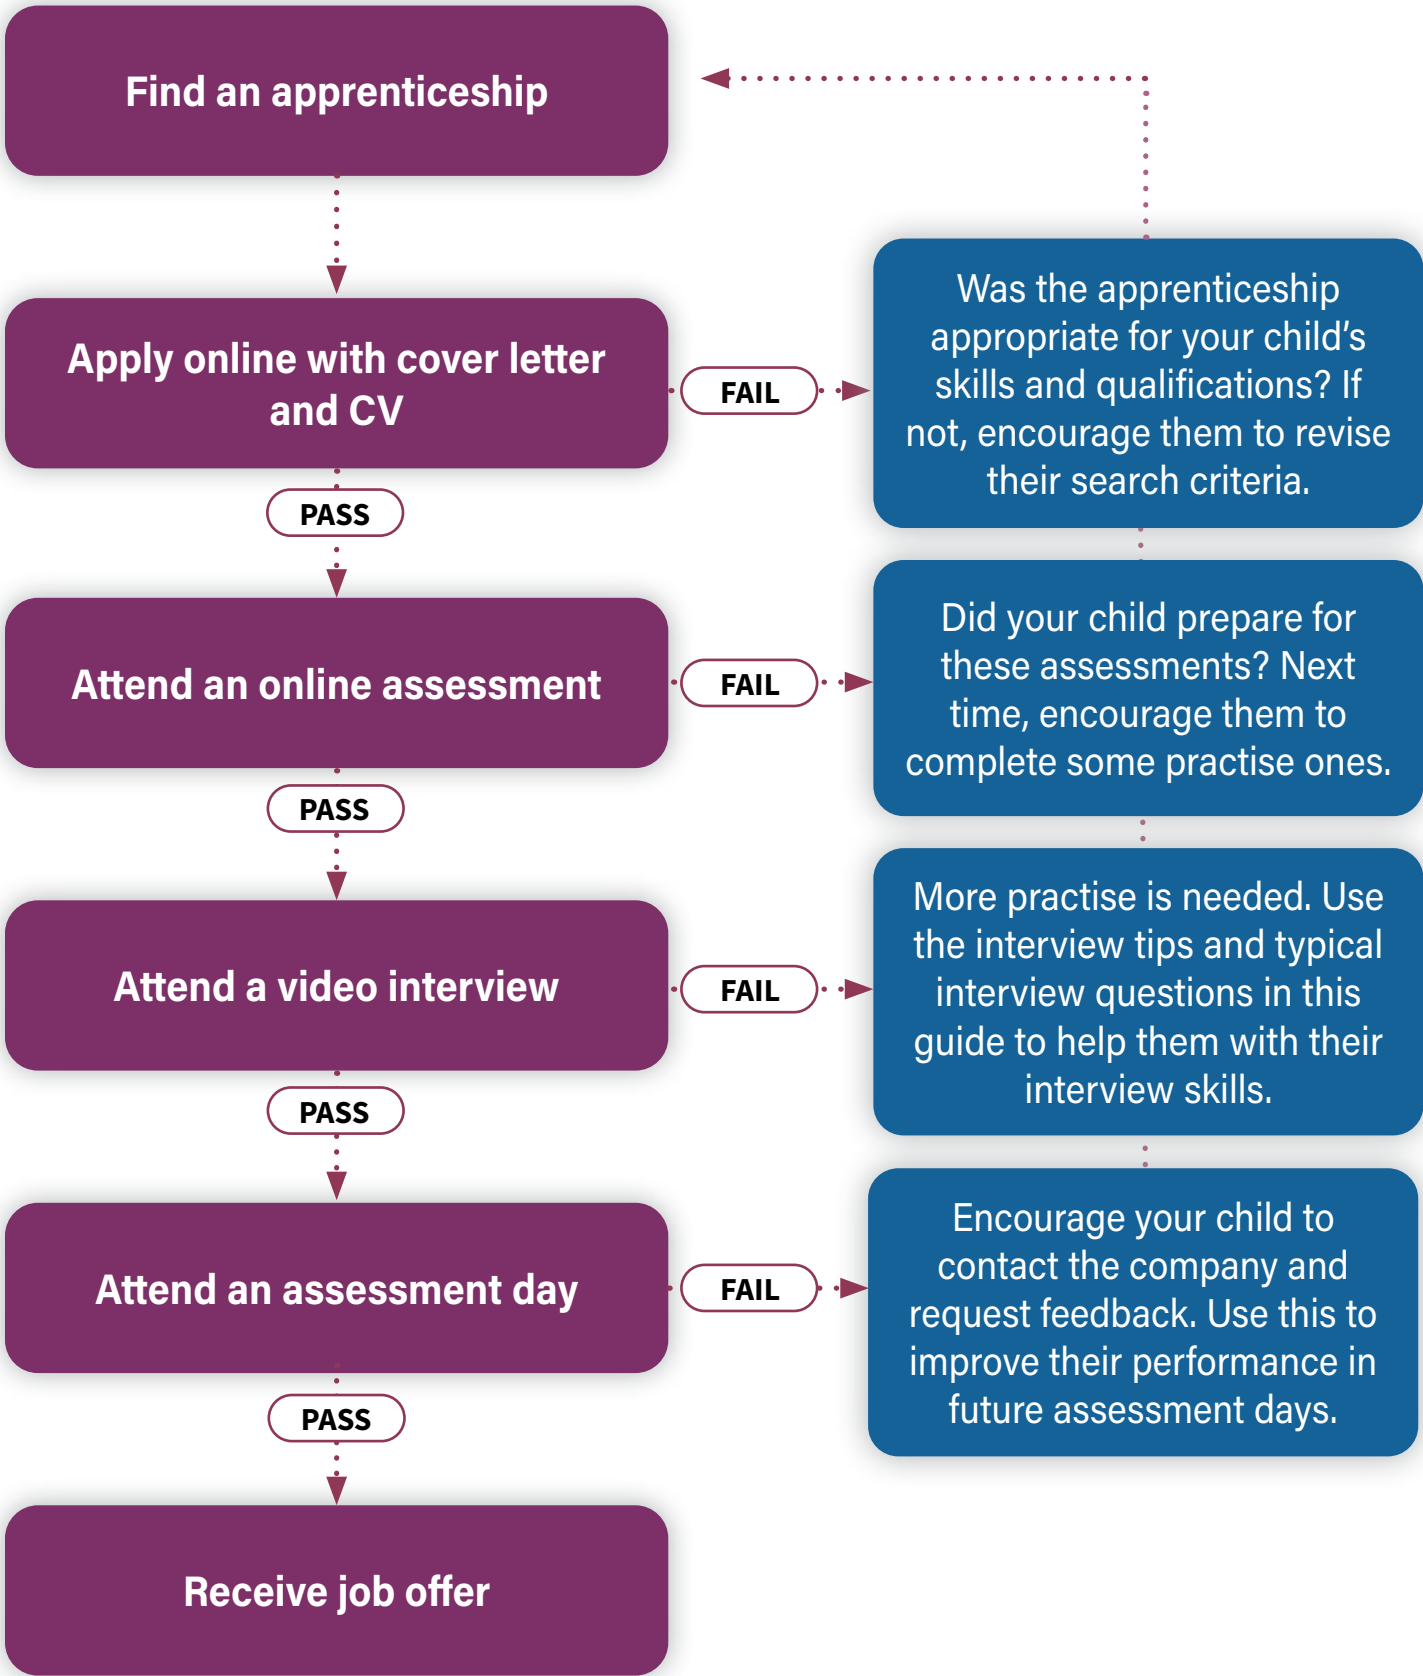 Find an apprenticeship
Apply online with cover letter
and CV
FAIL
Was the apprenticeship
appropriate for your child's
skills and qualifications? If
not, encourage them to revise
their search criteria.
PASS
Attend an online assessment
FAIL
Did your child prepare for
these assessments? Next
time, encourage them to
complete some practise ones.
PASS
Attend a video interview
FAIL
More practise is needed. Use
the interview tips and typical
interview questions in this
guide to help them with their
interview skills.
PASS
Attend an assessment day
FAIL
Encourage your child to
contact the company and
request feedback. Use this to
improve their performance in
future assessment days.
PASS
Receive job offer